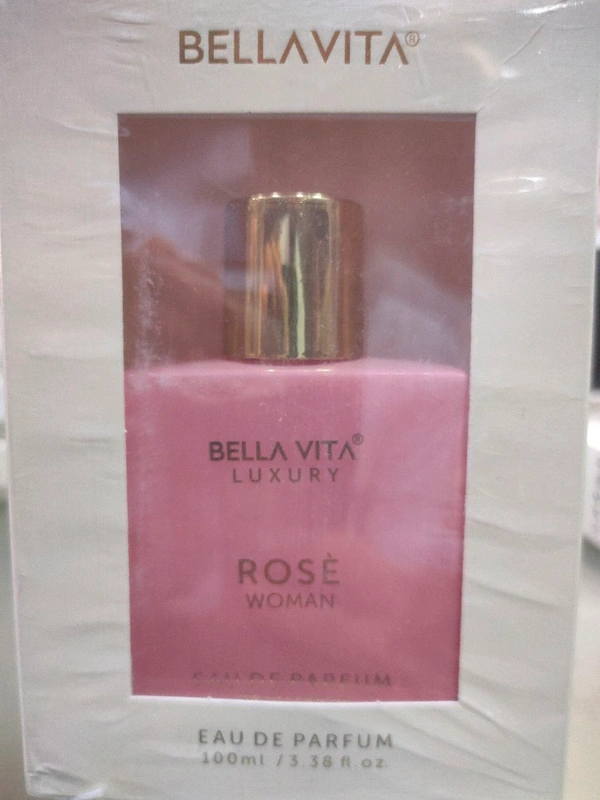 BELLAVITA®
BELLA VITA®
LUXURY
ROSÈ
WOMAN
EAU DE PARFUM
EAU DE PARFUM
100ml / 3.38 fl.oz.